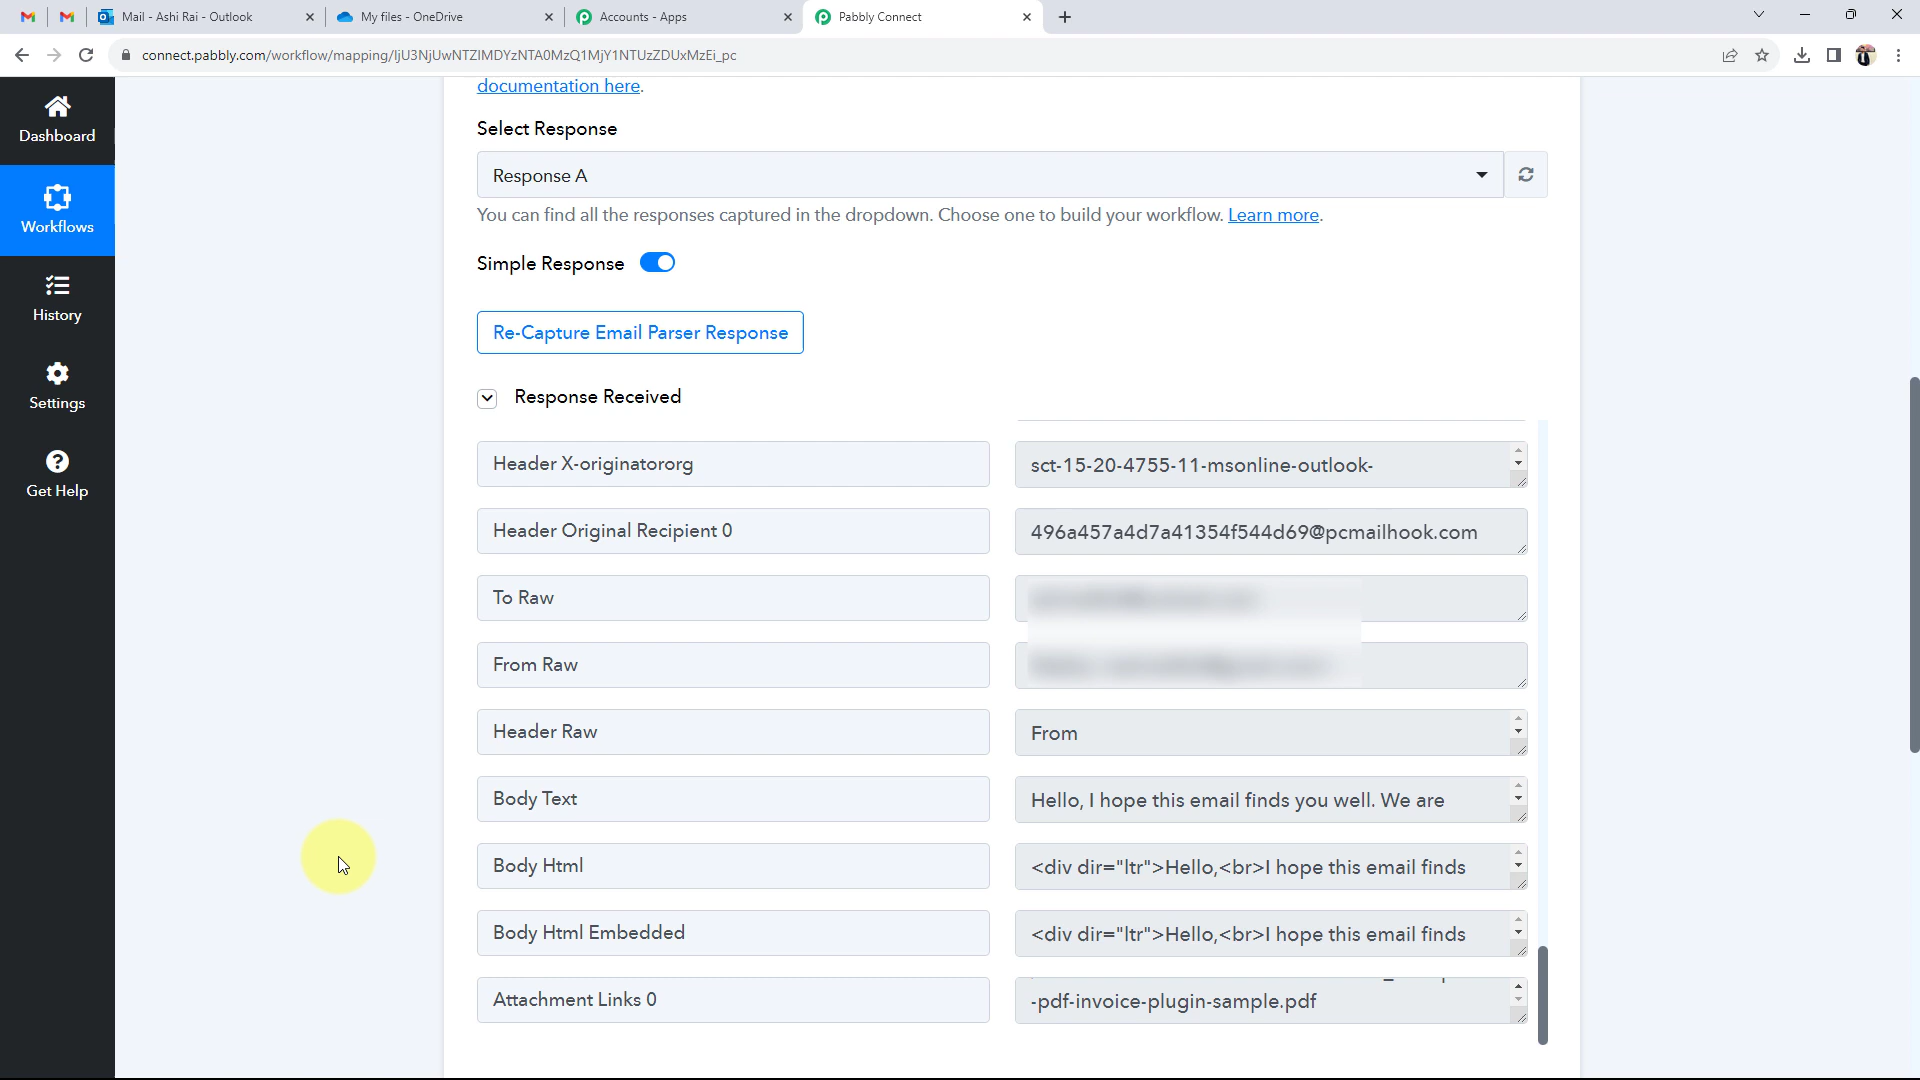 Mail - Ashi Rai - Outlook
My files - OneDrive
Accounts - Apps
Pabbly Connect
connect.pabbly.com/workflow/mapping/IjU3NjUwNTZlMDYzNTA0MzQ1MjY1NTUzZDUxMzEi_pc
documentation here.
Dashboard
Workflows
History
Settings
Get Help
Select Response
Response A
You can find all the responses captured in the dropdown. Choose one to build your workflow. Learn more.
Simple Response
Re-Capture Email Parser Response
Response Received
Header X-originatororg
sct-15-20-4755-11-msonline-outlook-
Header Original Recipient 0
496a457a4d7a41354f544d69@pcmailhook.com
To Raw
From Raw
Header Raw
From
Body Text
Hello, I hope this email finds you well. We are
Body Html
<div dir="ltr">Hello,<br>I hope this email finds
Body Html Embedded
<div dir="ltr">Hello,<br>I hope this email finds
Attachment Links 0
-pdf-invoice-plugin-sample.pdf